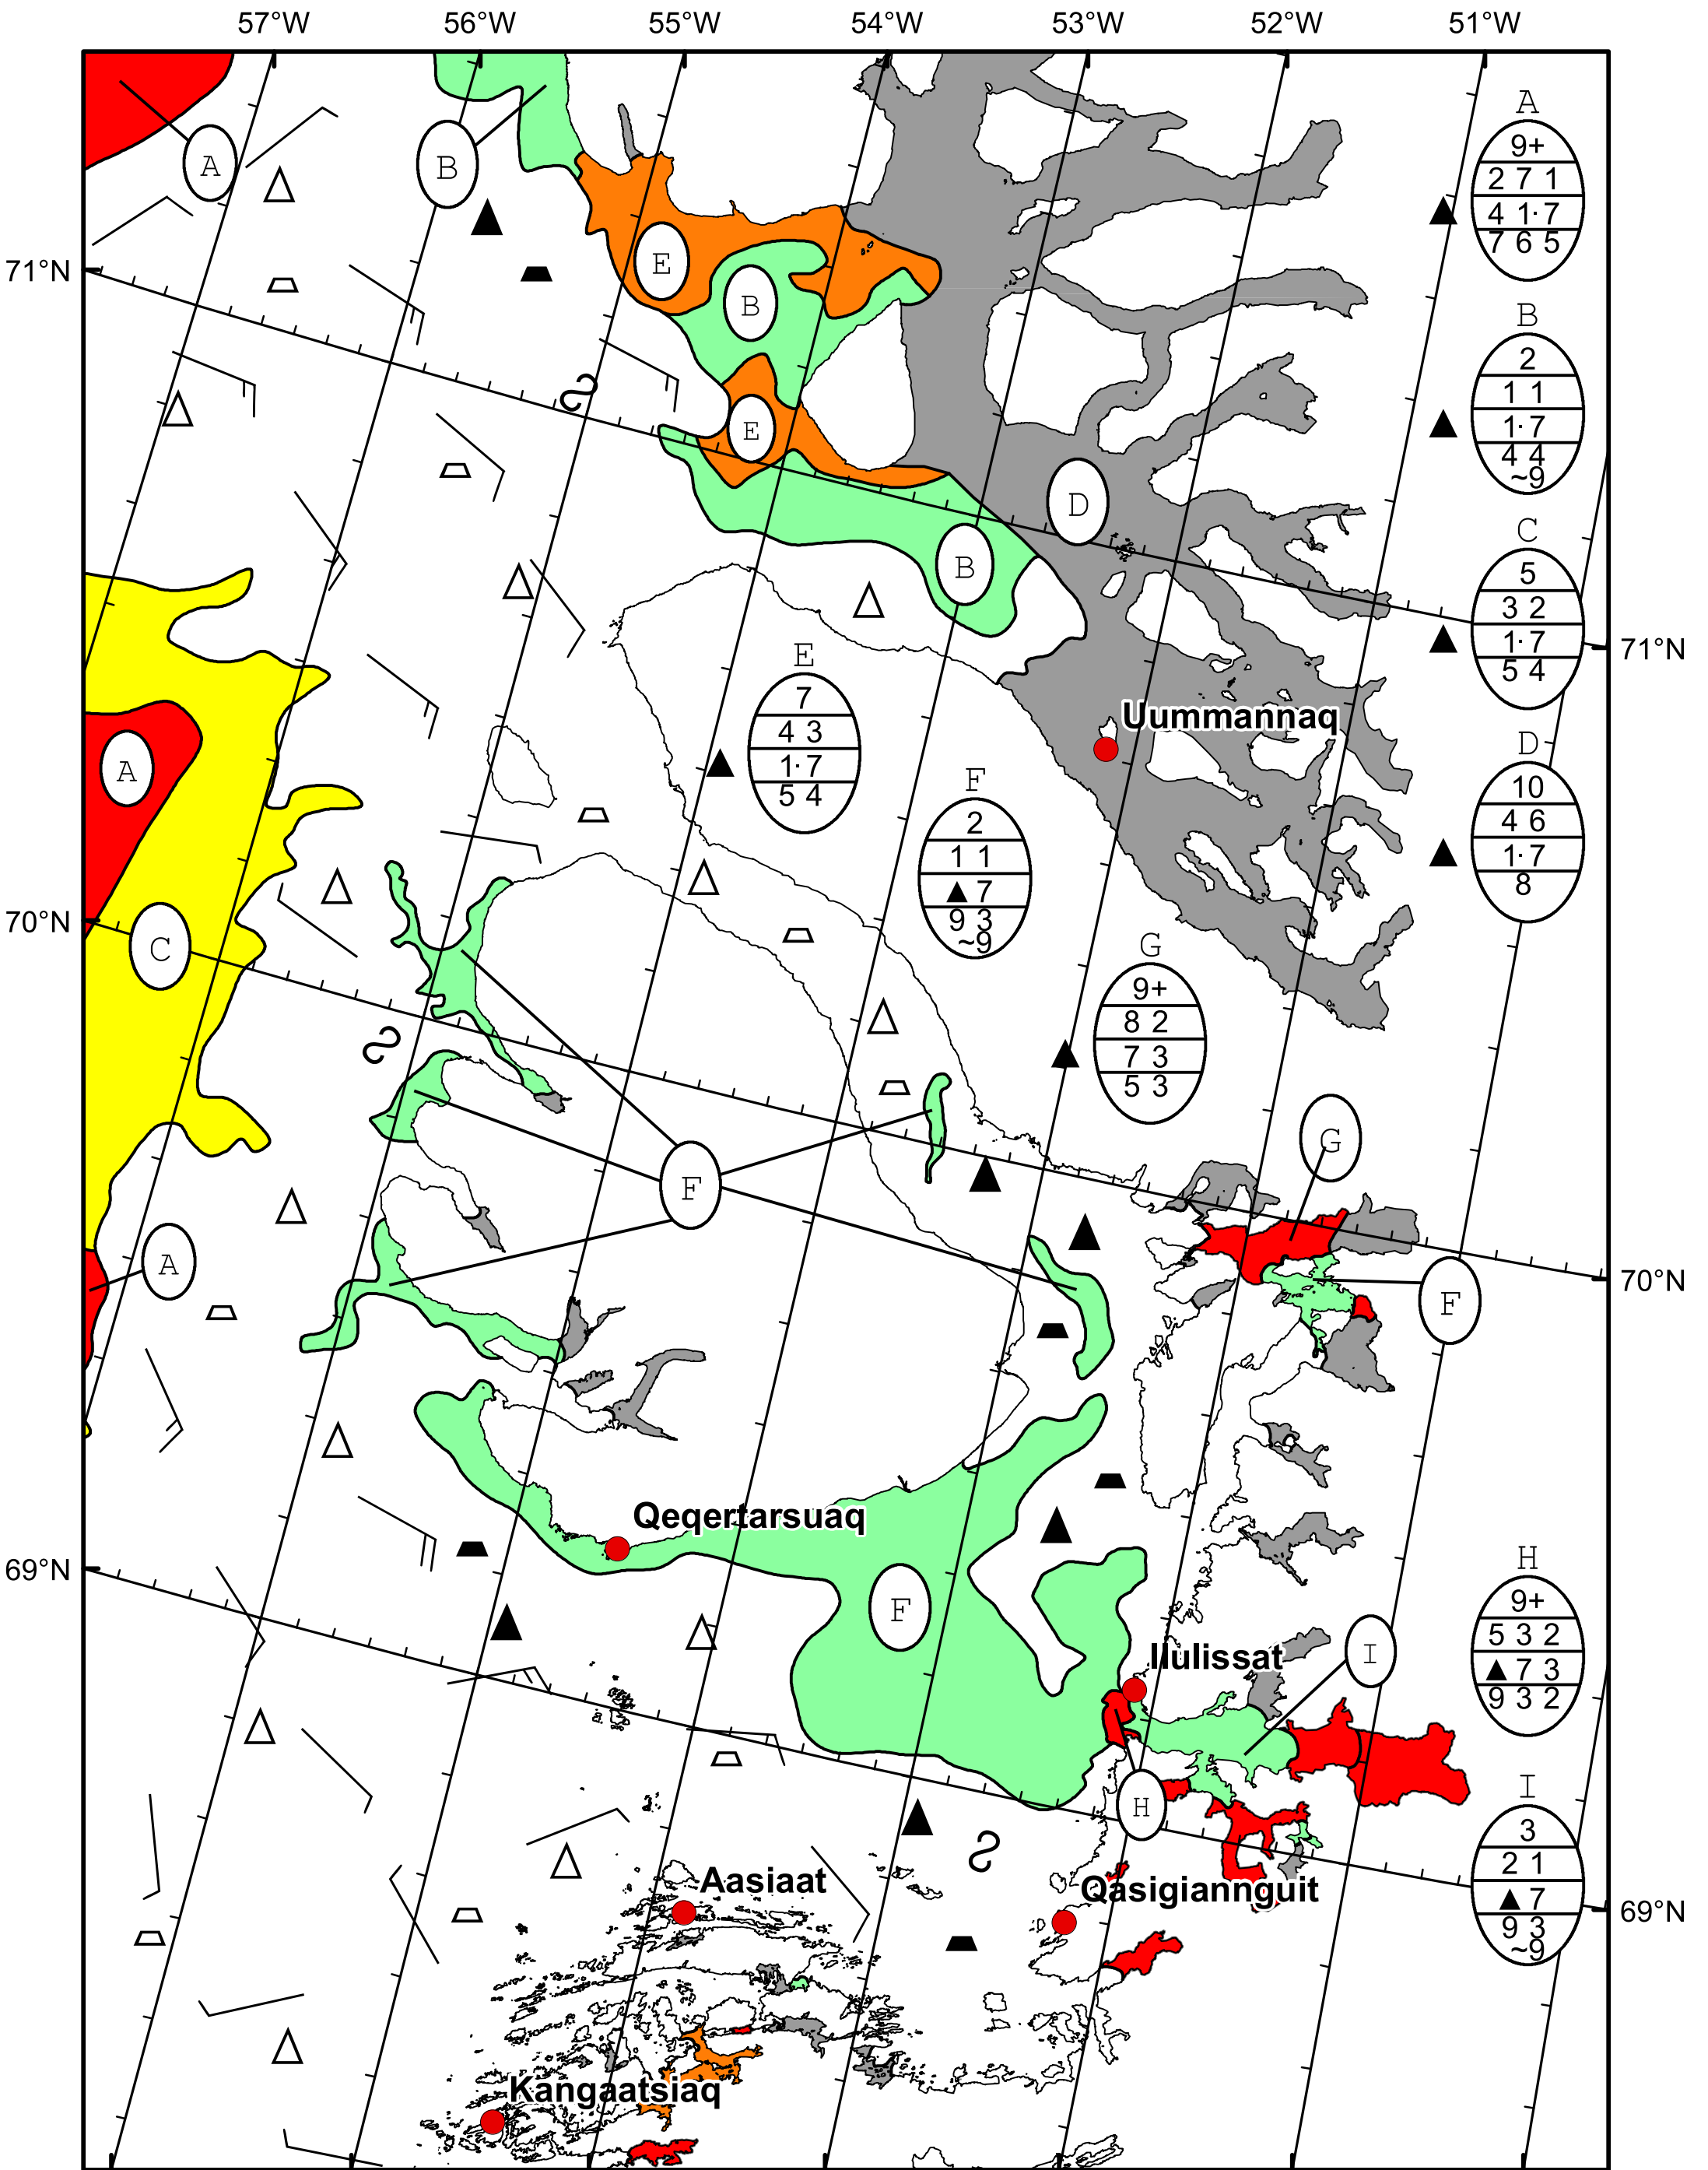 57°W 56°W 55°W 54°W 53°W 52°W 51°W
A
9+
2 7 1
4 1· 7
7 6 5
A
B
71°N
E
B
B
2
1 1
1· 7
4 4
~9
E
D
B
C
5
3 2
1· 7
5 4
71°N
E
7
4 3
1· 7
5 4
Uummannaq
D
10
4 6
1· 7
8
A
F
2
1 1
▲ 7
9 3
~9
70°N
C
G
9+
8 2
7 3
5 3
G
F
A
70°N
F
Qeqertarsuaq
69°N
F
H
9+
5 3 2
▲ 7 3
9 3 2
Ilulissat
I
H
I
3
2 1
▲ 7
9 3
~9
Aasiaat
Qasigiannguit
69°N
Kangaatsiaq